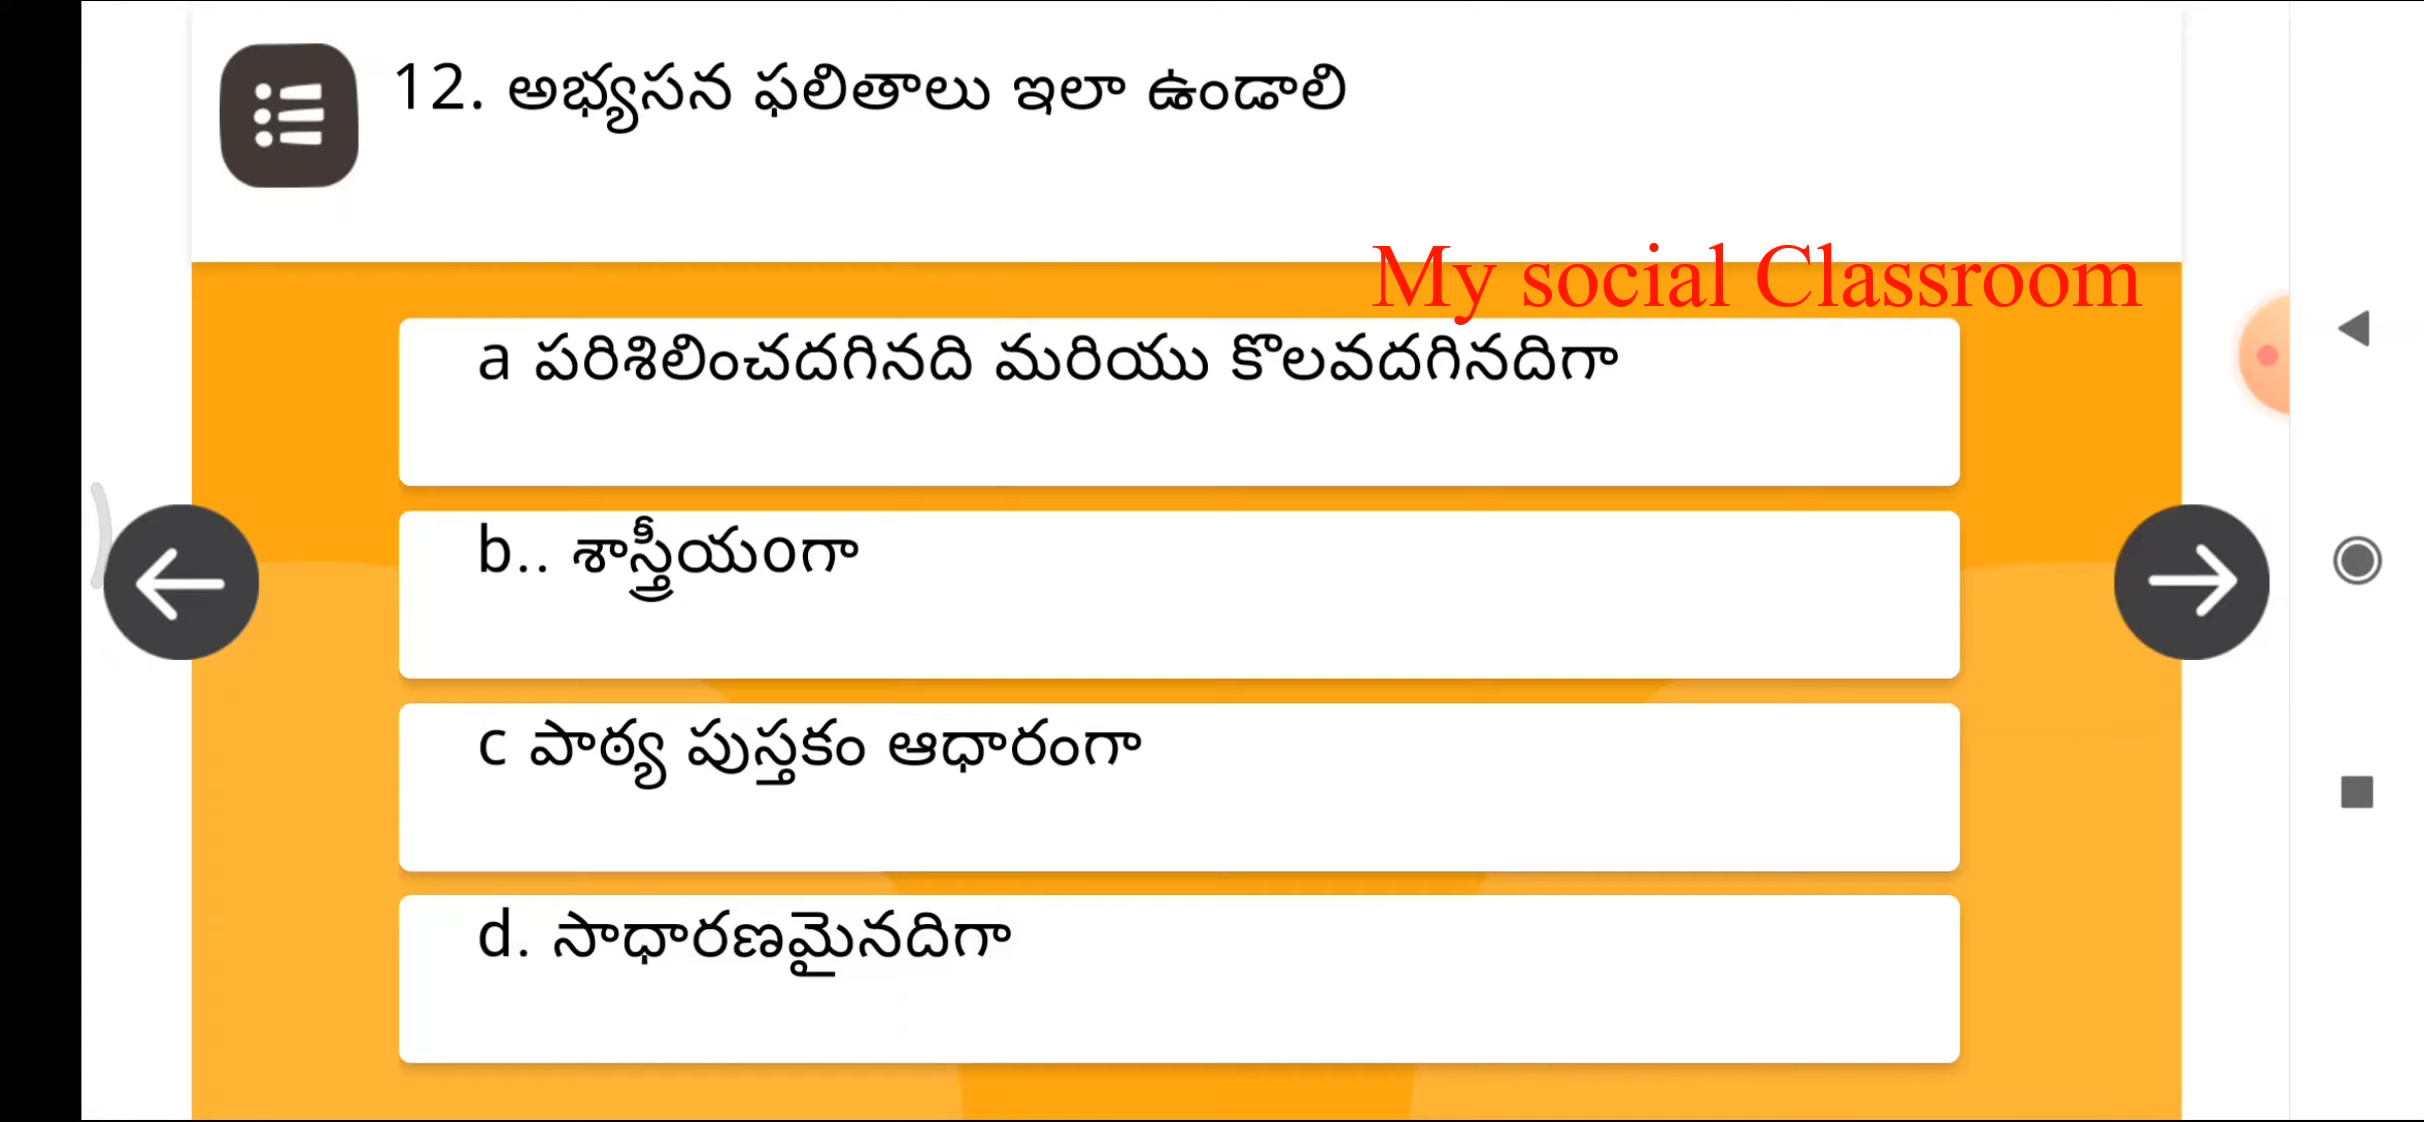 12. అభ్యసన ఫలితాలు ఇలా ఉండాలి
My social Classroom
a పరిశిలించదగినది మరియు కొలవదగినదిగా
b.. శాస్త్రీయంగా
c పాఠ్య పుస్తకం ఆధారంగా
d. సాధారణమైనదిగా